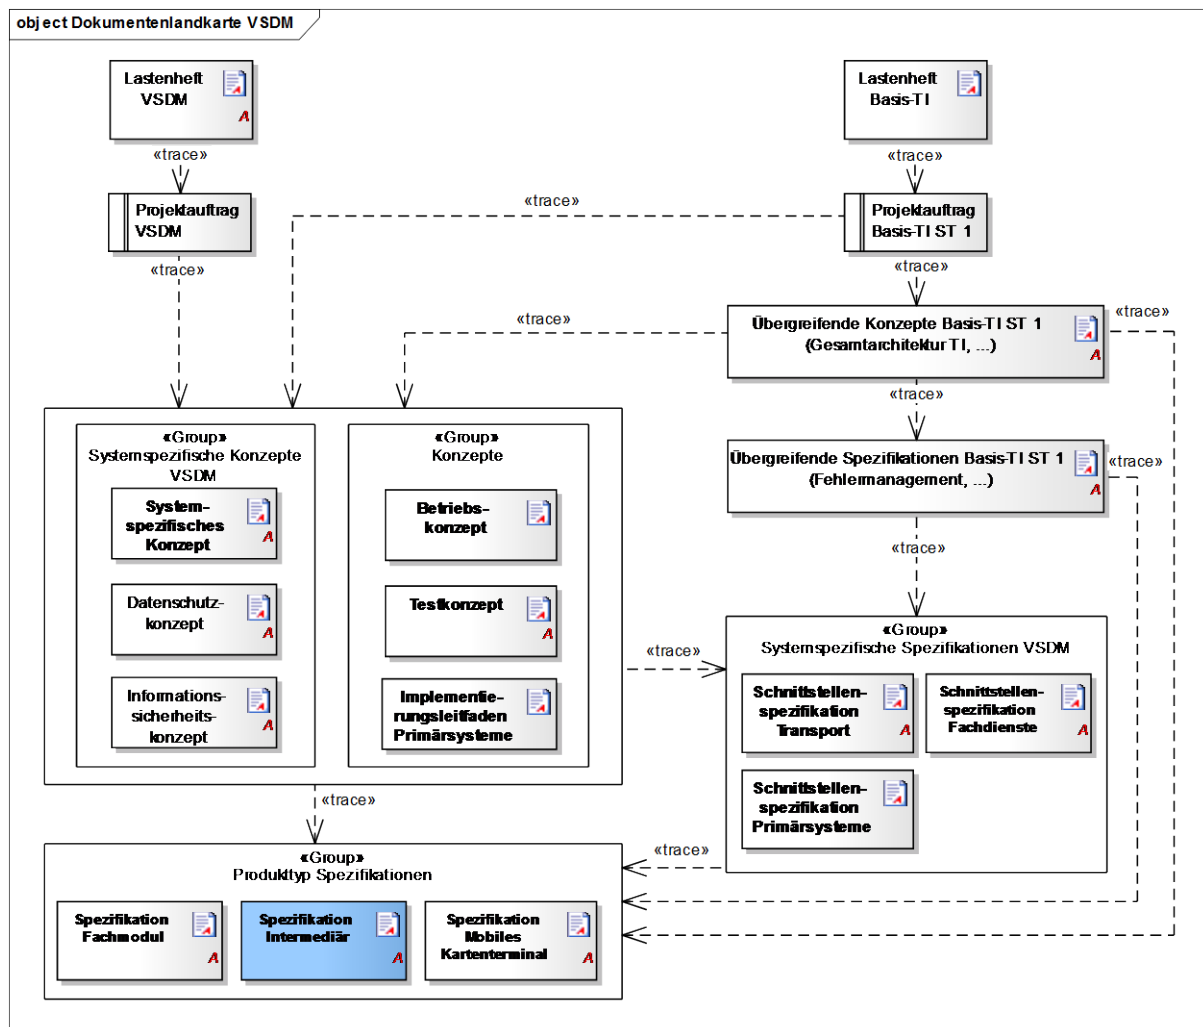 object Dokumentenlandkarte VSDM
Lastenheft
VSDM
A
Lastenheft
Basis-TI
«trace»
«trace»
Projektauftrag
VSDM
«trace»
Projektauftrag
Basis-TI ST 1
«trace»
«trace»
Übergreifende Konzepte Basis-TI ST 1
(Gesamtarchitektur TI, ...)
A
«trace»
«trace»
«trace»
Übergreifende Spezifikationen Basis-TI ST 1
(Fehlermanagement, ...)
A
«trace»
«trace»
«Group»
Systemspezifische Konzepte
VSDM
System-
spezifisches
Konzept
A
Datenschutz-
konzept
A
Informations-
sicherheits-
konzept
A
«Group»
Konzepte
Betriebs-
konzept
Testkonzept
A
Implementie-
rungsleitfaden
Primärsysteme
«trace»
«Group»
Systemspezifische Spezifikationen VSDM
Schnittstellen-
spezifikation
Transport
A
Schnittstellen-
spezifikation
Fachdienste
A
Schnittstellen-
spezifikation
Primärsysteme
«trace»
«trace»
«Group»
Produkttyp Spezifikationen
Spezifikation
Fachmodul
A
Spezifikation
Intermediär
A
Spezifikation
Mobiles
Kartenterminal
A